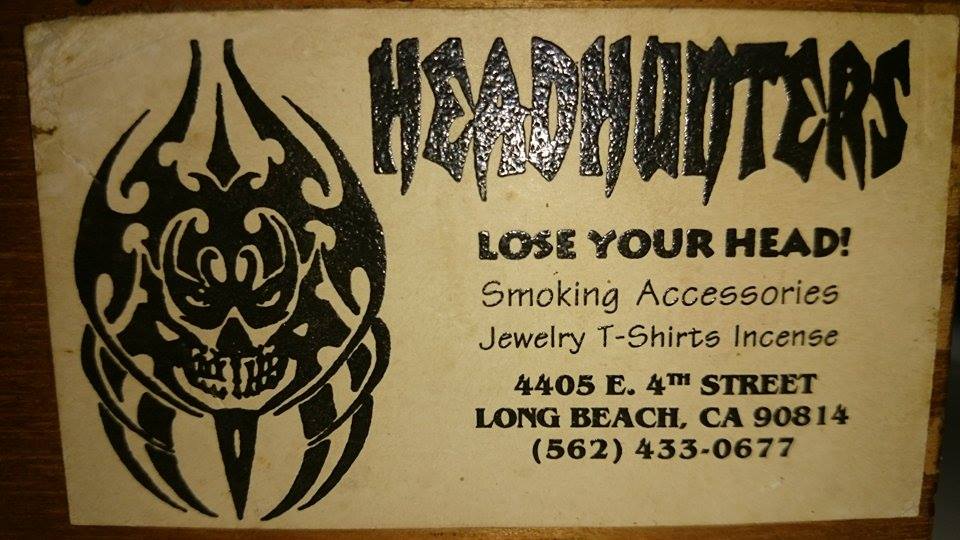 HEADHUNTERS
LOSE YOUR HEAD!
Smoking Accessories
Jewelry T-Shirts Incense
4405 E. 4TH STREET
LONG BEACH, CA 90814
(562) 433-0677